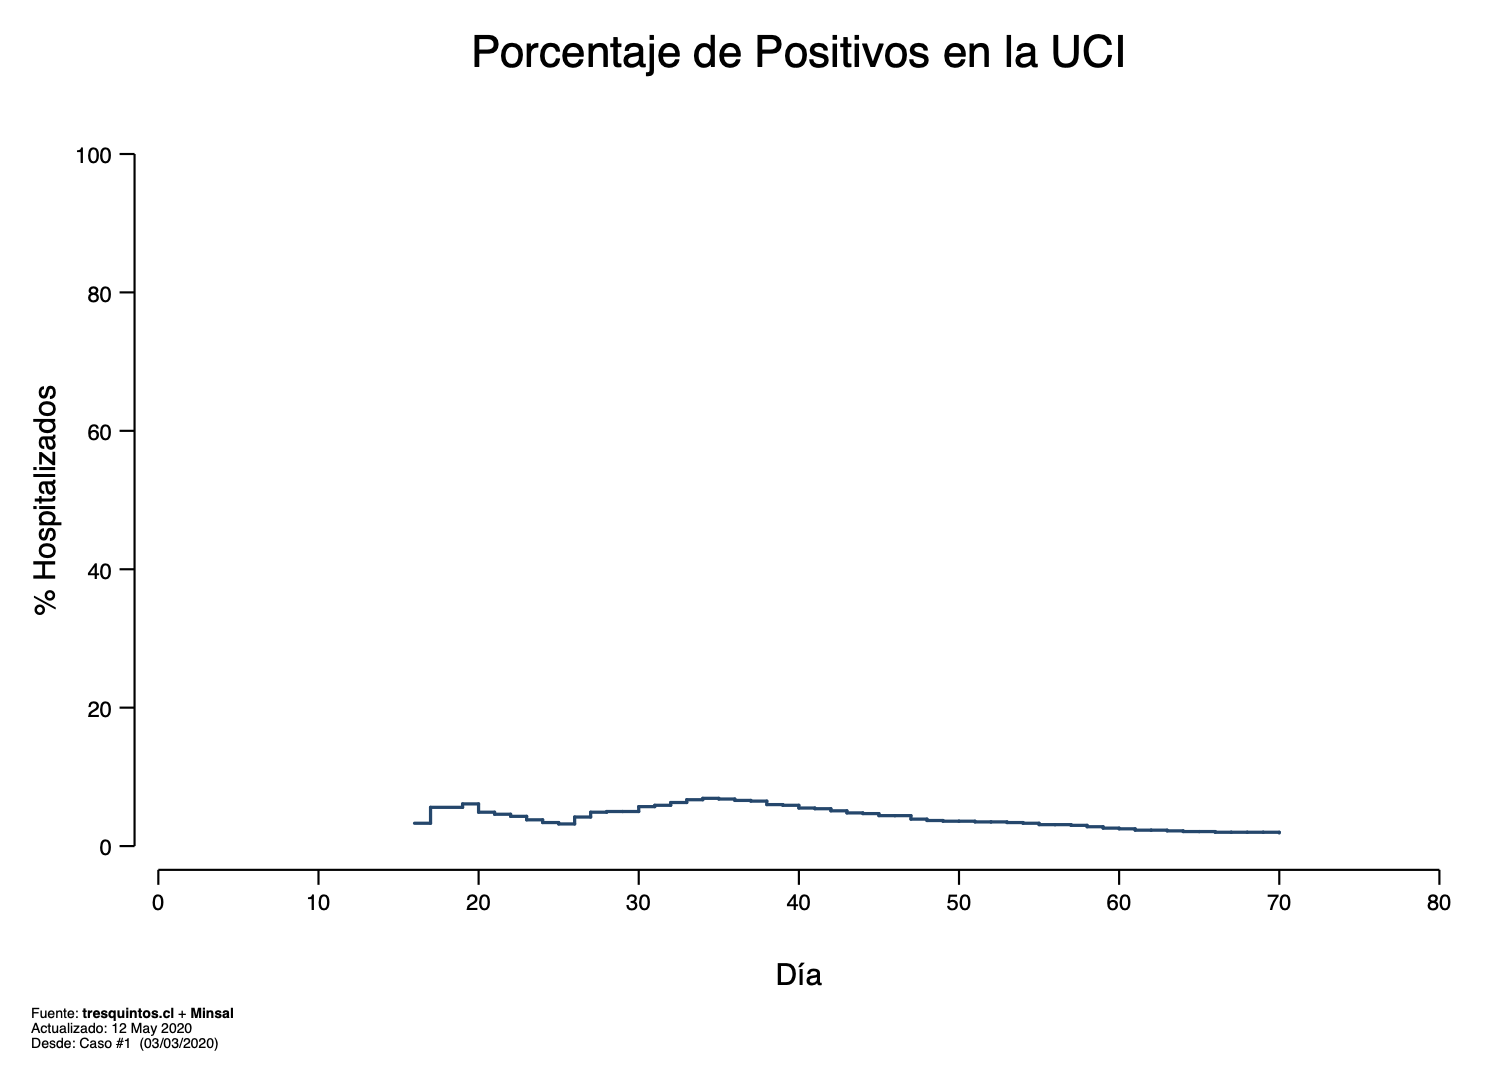 Porcentaje de Positivos en la UCI
100
80
60
40
20
0
% Hospitalizados
0 10 20 30 40 50 60 70 80
Día
Fuente: tresquintos.cl + Minsal
Actualizado: 12 May 2020
Desde: Caso #1 (03/03/2020)